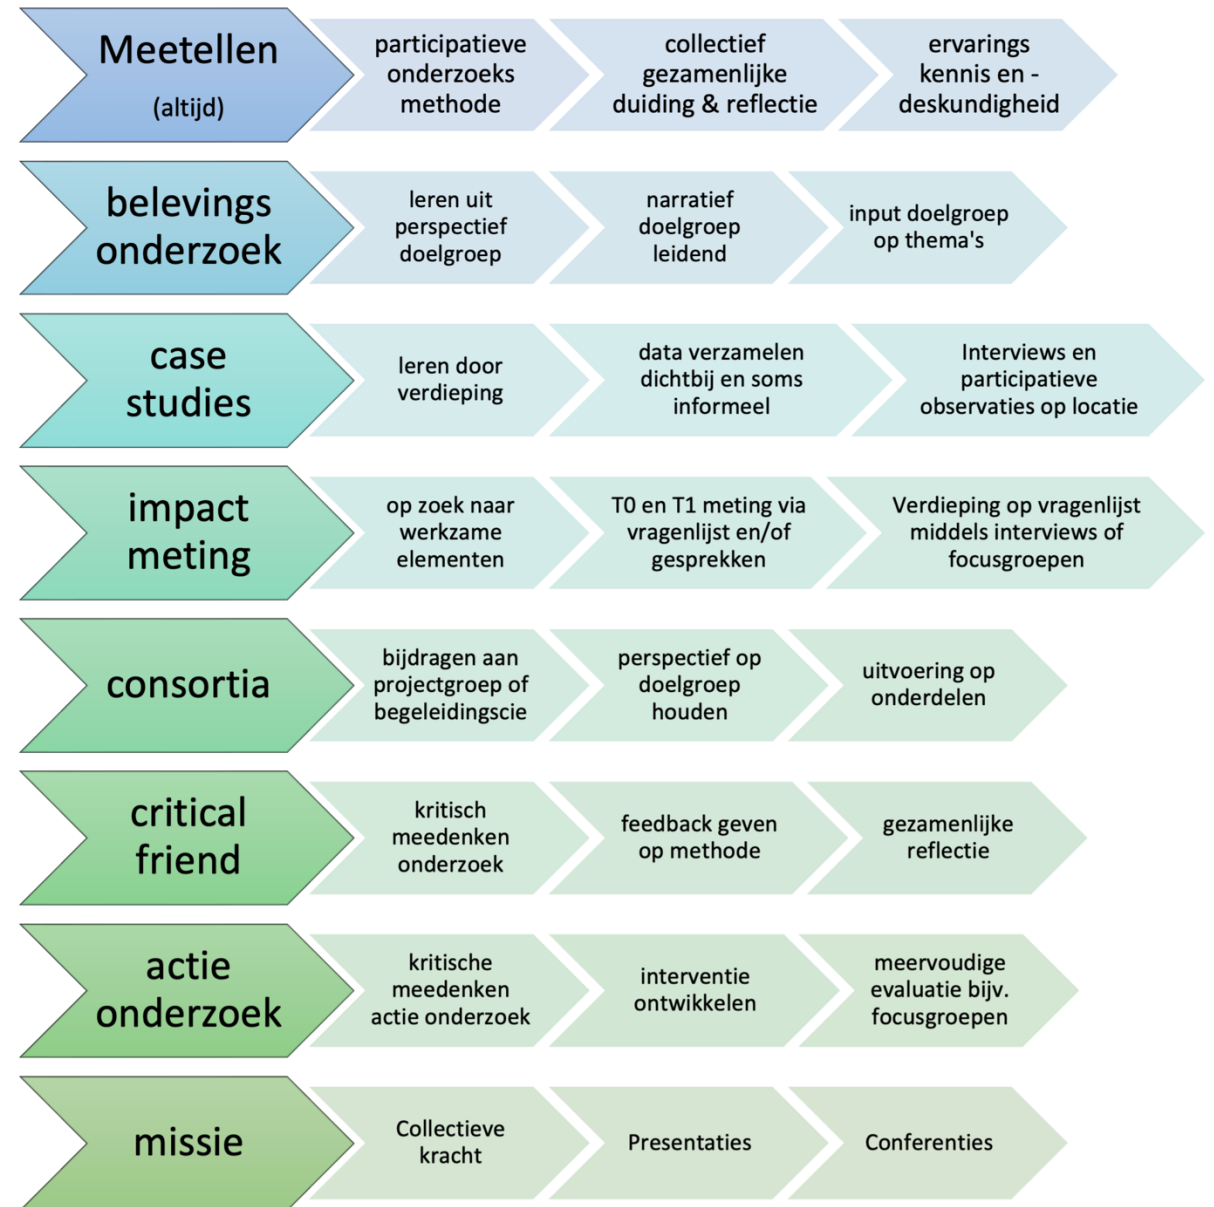 Meetellen
(altijd)
participatieve
onderzoeks
methode
collectief
gezamenlijke
duiding & reflectie
ervarings
kennis en -
deskundigheid
belevings
onderzoek
leren uit
perspectief
doelgroep
narratief
doelgroep
leidend
input doelgroep
op thema's
case
studies
leren door
verdieping
data verzamelen
dichtbij en soms
informeel
Interviews en
participatieve
observaties op locatie
impact
meting
op zoek naar
werkzame
elementen
T0 en T1 meting via
vragenlijst en/of
gesprekken
Verdieping op vragenlijst
middels interviews of
focusgroepen
consortia
bijdragen aan
projectgroep of
begeleidingscie
perspectief op
doelgroep
houden
uitvoering op
onderdelen
critical
friend
kritisch
meedenken
onderzoek
feedback geven
op methode
gezamenlijke
reflectie
actie
onderzoek
kritische
meedenken
actie onderzoek
interventie
ontwikkelen
meervoudige
evaluatie bijv.
focusgroepen
missie
Collectieve
kracht
Presentaties
Conferenties